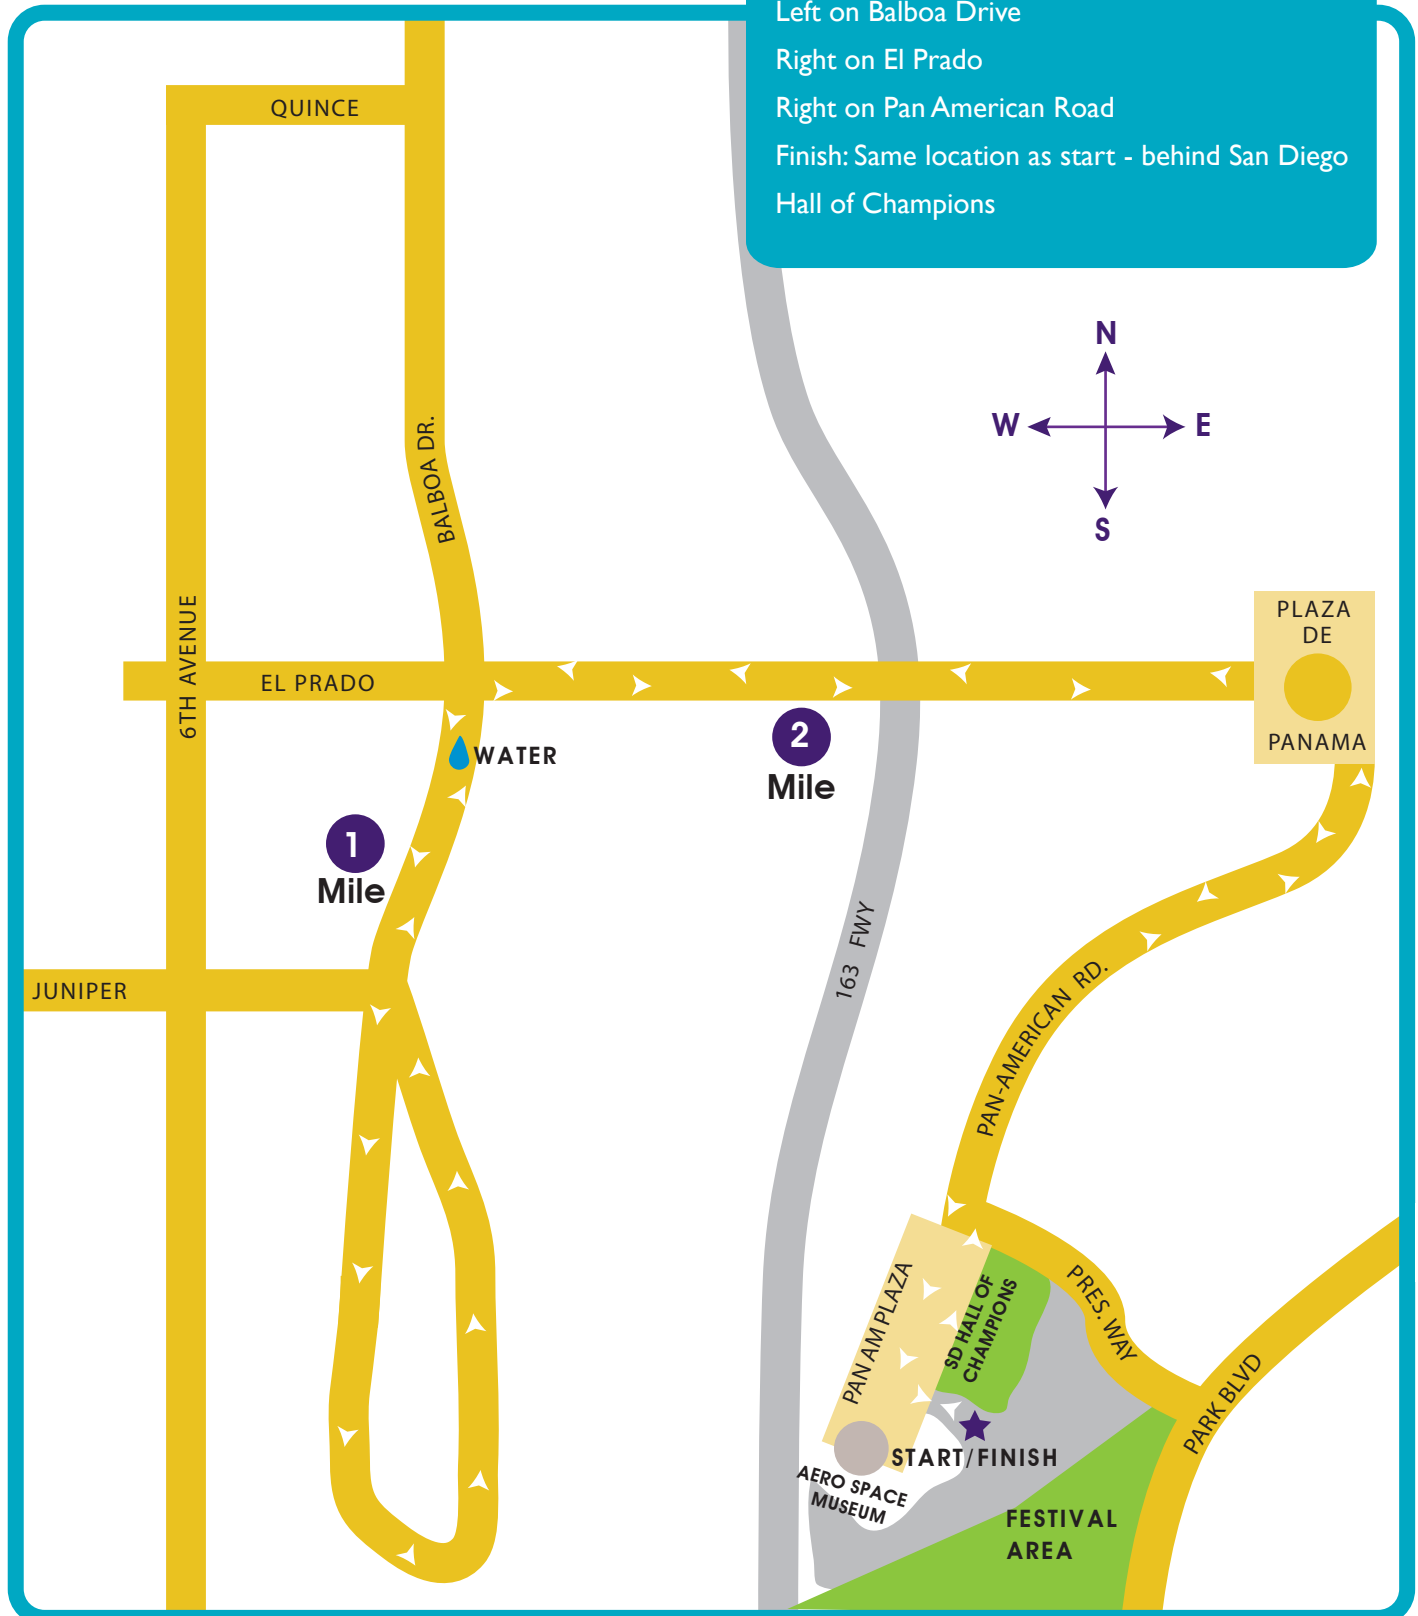 Left on Balboa Drive
Right on El Prado
Right on Pan American Road
Finish: Same location as start - behind San Diego
Hall of Champions
QUINCE
N
W
E
S
BALBOA DR.
6TH AVENUE
EL PRADO
PLAZA
DE
PANAMA
WATER
2
Mile
1
Mile
163 FWY
JUNIPER
PAN-AMERICAN RD.
PAN AM PLAZA
SD HALL OF
CHAMPIONS
PRES. WAY
PARK BLVD
START/FINISH
AERO SPACE
MUSEUM
FESTIVAL
AREA